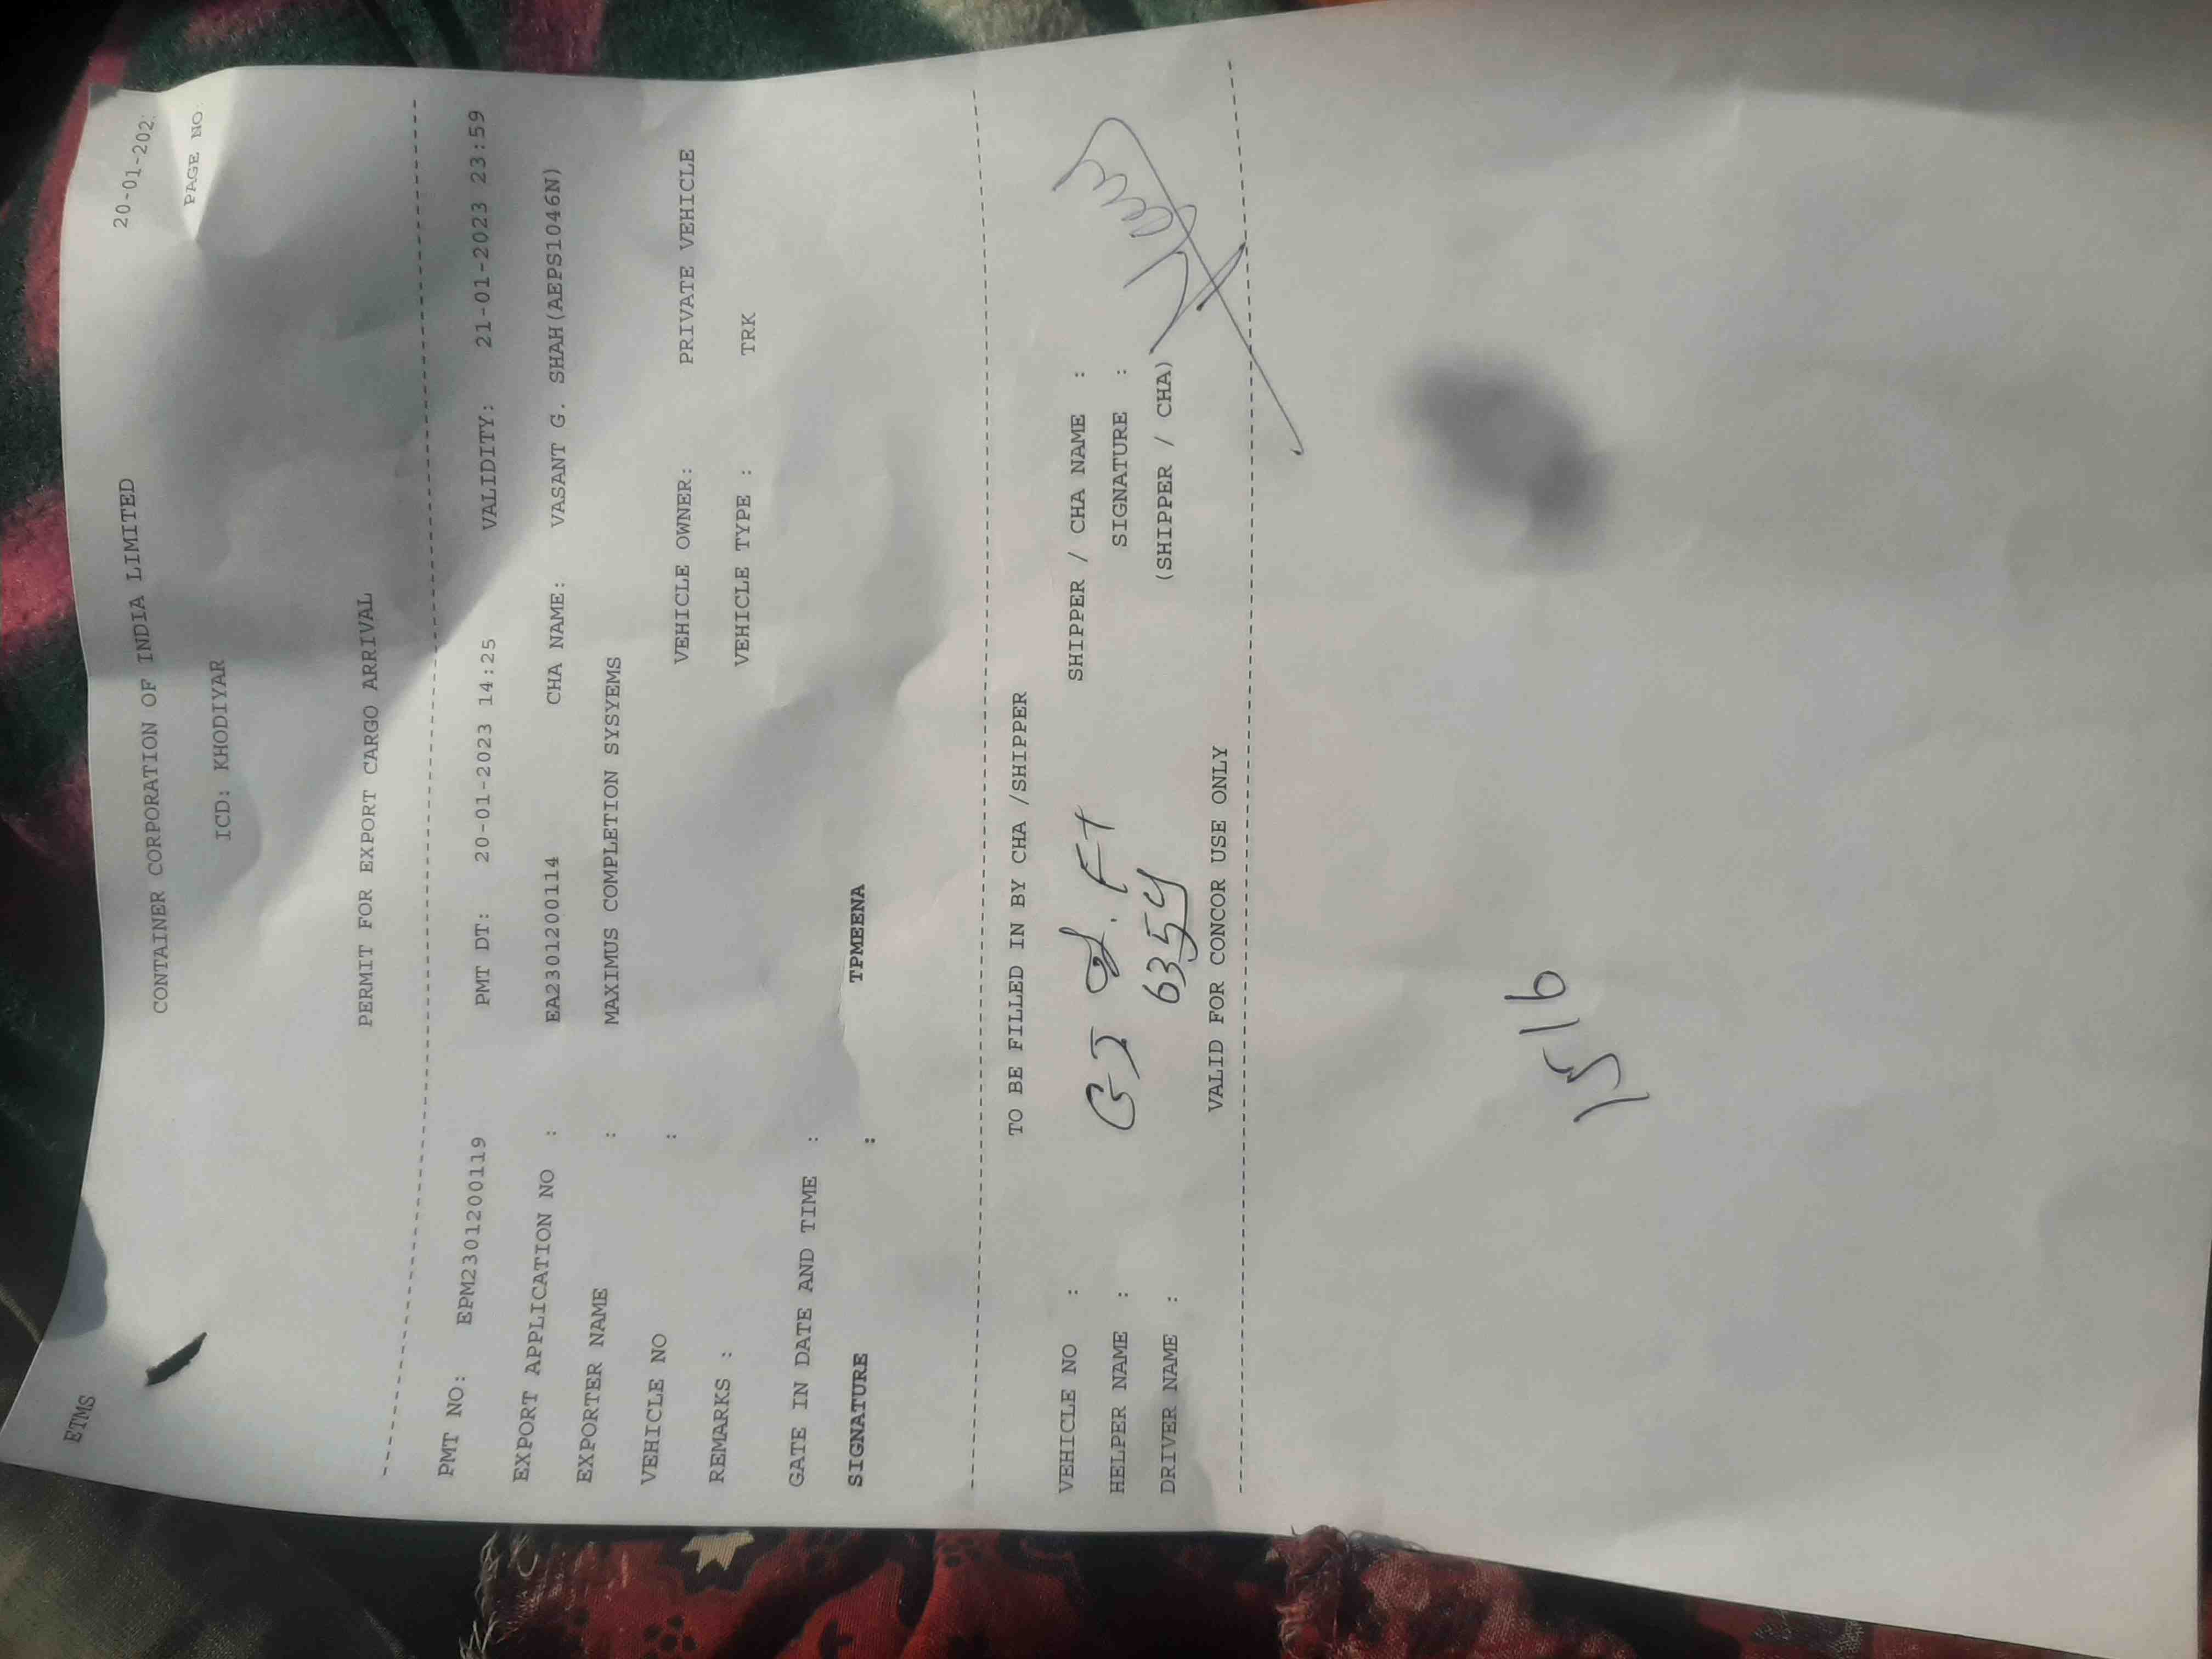 ETMS
CONTAINER CORPORATION OF INDIA LIMITED 20-01-202
PAGE NO
ICD: KHODIYAR
PERMIT FOR EXPORT CARGO ARRIVAL
PMT NO: EPM2301200119 PMT DT: 20-01-2023 14:25 VALIDITY: 21-01-2023 23:59
EXPORT APPLICATION NO : EA2301200114 CHA NAME: VASANT G. SHAH(AEPS1046N)
EXPORTER NAME : MAXIMUS COMPLETION SYSYEMS
VEHICLE NO : VEHICLE OWNER: PRIVATE VEHICLE
REMARKS : VEHICLE TYPE : TRK
GATE IN DATE AND TIME :
SIGNATURE : TPMEENA
TO BE FILLED IN BY CHA /SHIPPER
VEHICLE NO : SHIPPER / CHA NAME :
HELPER NAME : SIGNATURE :
DRIVER NAME : 6354 (SHIPPER / CHA)
VALID FOR CONCOR USE ONLY
1516